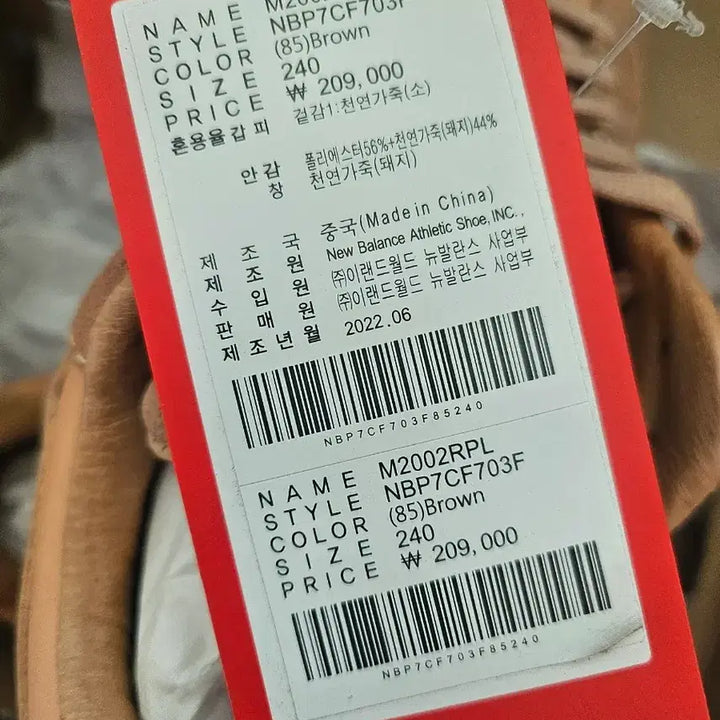 NAME M2002RPL
STYLE NBP7CF703F
COLOR (85)Brown
SIZE 240
PRICE ₩ 209,000
혼용율갑피 겉감1:천연가죽(소)
안감 폴리에스터56%+천연가죽(돼지)44%
창 천연가죽(돼지)
제조국 중국(Made in China)
제조원 New Balance Athletic Shoe, INC.,
수입원 (주)이랜드월드 뉴발란스 사업부
판매원 (주)이랜드월드 뉴발란스 사업부
제조년월 2022.06
NBP7CF703F85240
NAME M2002RPL
STYLE NBP7CF703F
COLOR (85)Brown
SIZE 240
PRICE ₩ 209,000
NBP7CF703F85240